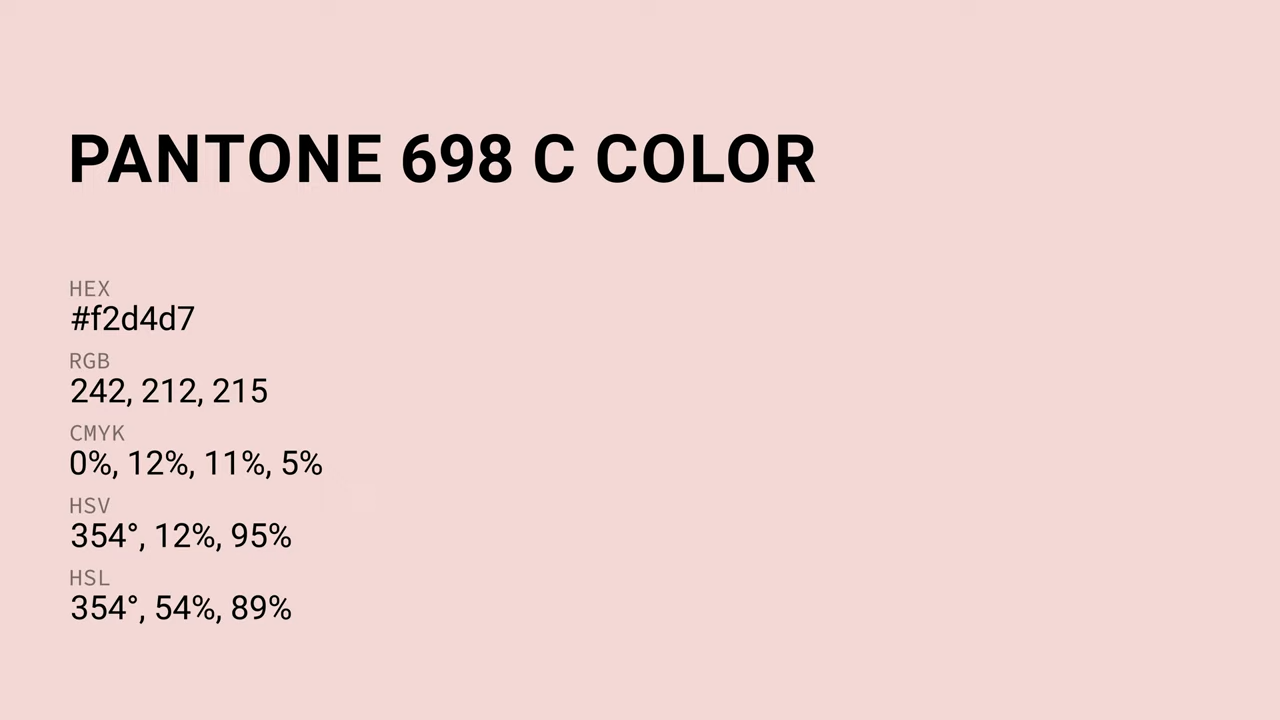 PANTONE 698 C COLOR
HEX
#f2d4d7
RGB
242, 212, 215
CMYK
0%, 12%, 11%, 5%
HSV
354°, 12%, 95%
HSL
354°, 54%, 89%